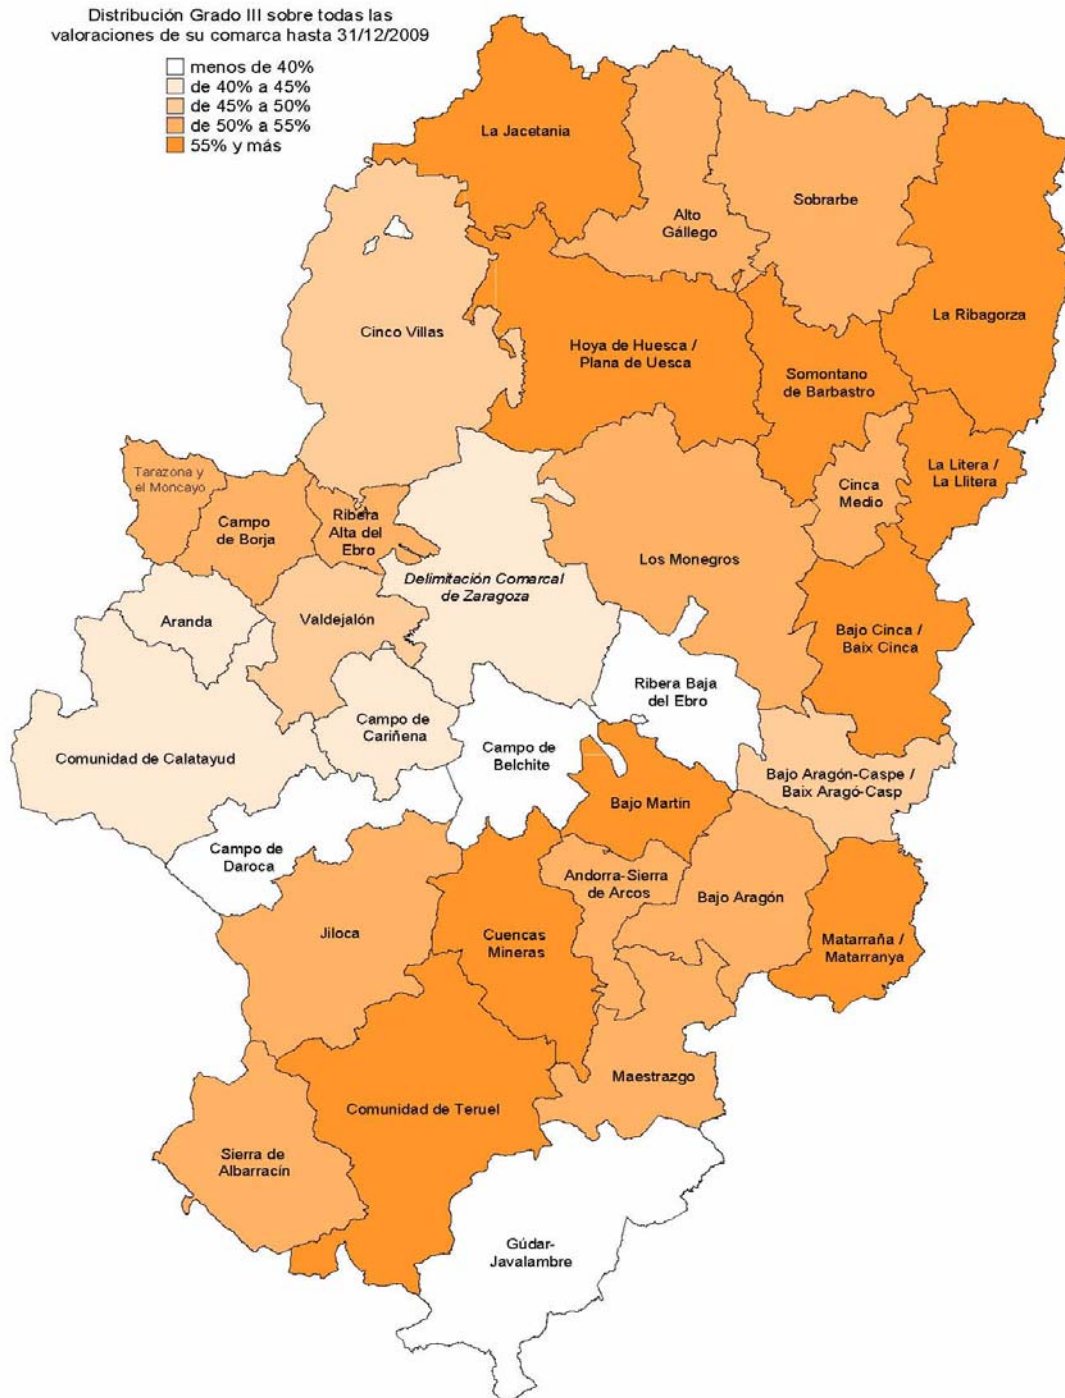 Distribución Grado III sobre todas las
valoraciones de su comarca hasta 31/12/2009
menos de 40%
de 40% a 45%
de 45% a 50%
de 50% a 55%
55% y más
La Jacetania
Alto
Gállego
Sobrarbe
La Ribagorza
Cinco Villas
Hoya de Huesca /
Plana de Uesca
Somontano
de Barbastro
Tarazona y
el Moncayo
Campo
de Borja
Ribera
Alta del
Ebro
Cinca
Medio
La Litera /
La Llitera
Los Monegros
Delimitación Comarcal
de Zaragoza
Aranda
Valdejalón
Bajo Cinca /
Baix Cinca
Ribera Baja
del Ebro
Campo de
Cariñena
Comunidad de Calatayud
Campo de
Belchite
Bajo Aragón-Caspe /
Baix Aragó-Casp
Bajo Martín
Campo de
Daroca
Andorra-Sierra
de Arcos
Bajo Aragón
Jiloca
Cuencas
Mineras
Matarraña /
Matarranya
Maestrazgo
Comunidad de Teruel
Sierra de
Albarracín
Gúdar-
Javalambre